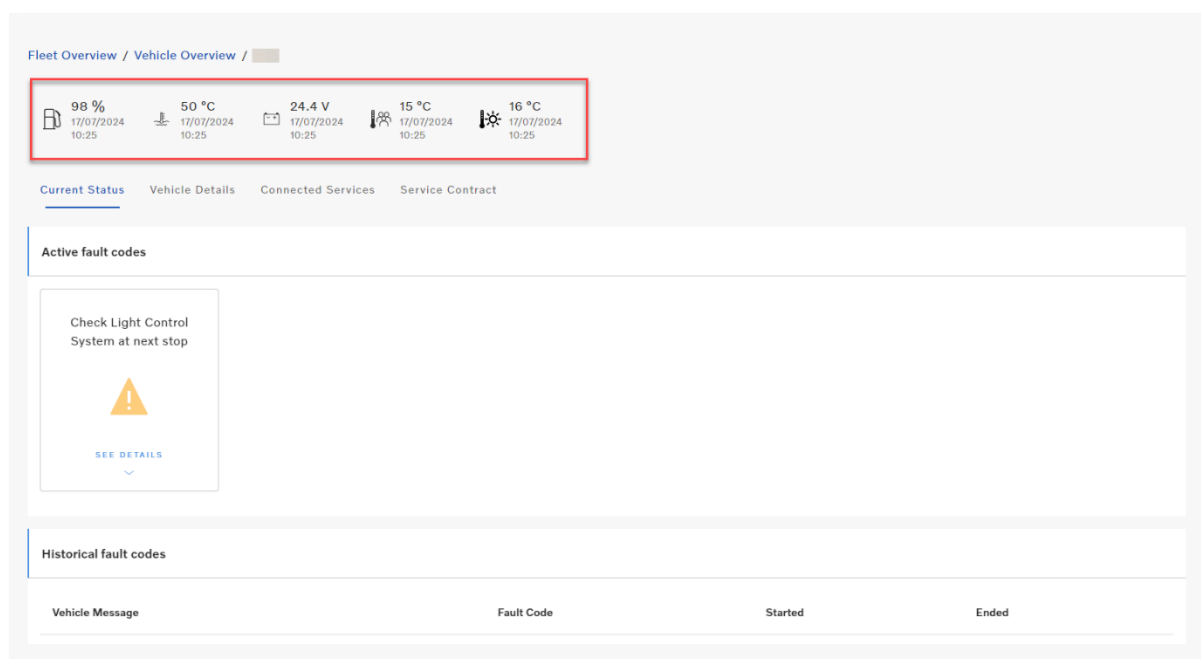 Fleet Overview / Vehicle Overview /
98 % 50 °C 24.4 V 15 °C 16 °C
17/07/2024 17/07/2024 17/07/2024 17/07/2024 17/07/2024
10:25 10:25 10:25 10:25 10:25
Current Status Vehicle Details Connected Services Service Contract
Active fault codes
Check Light Control
System at next stop
SEE DETAILS
Historical fault codes
Vehicle Message Fault Code Started Ended